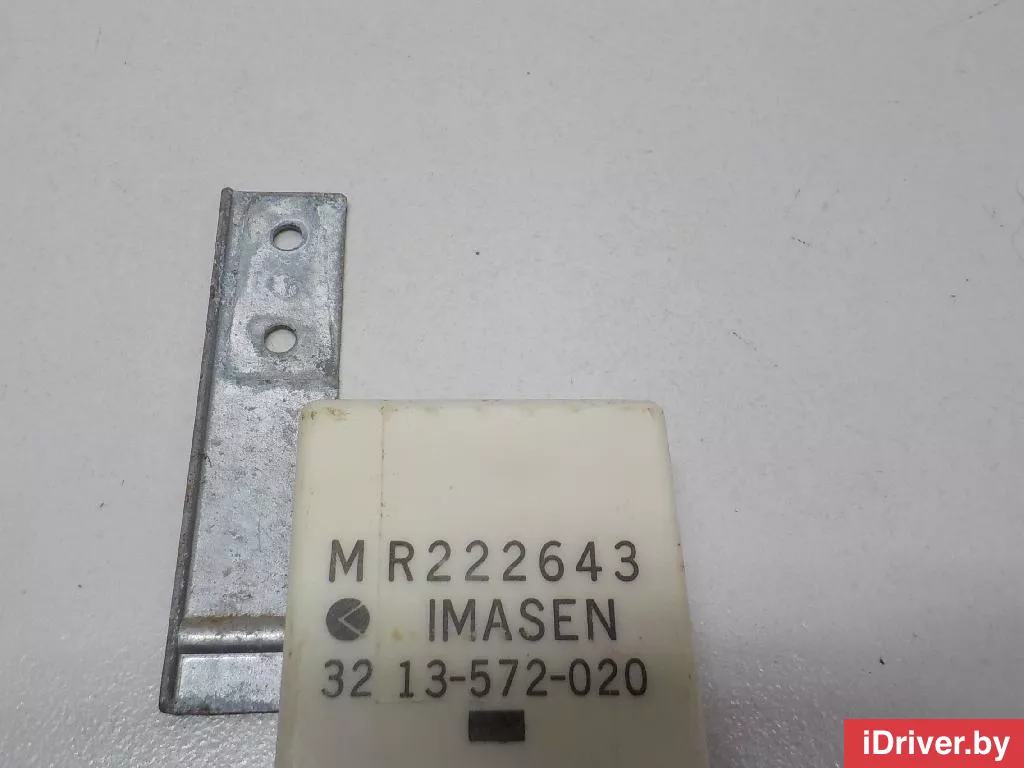 MR222643
IMASEN
32 13-572-020
iDriver.by